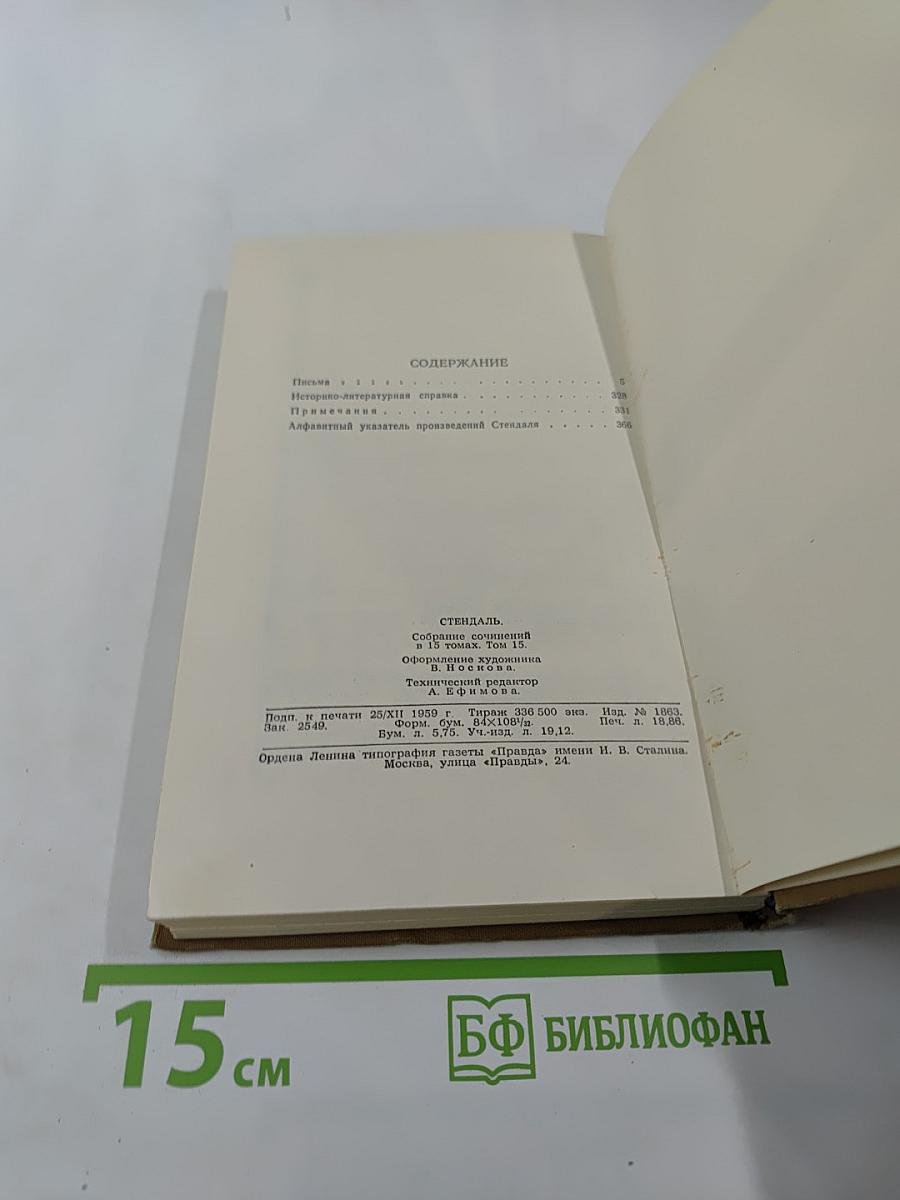 СОДЕРЖАНИЕ
Письма . . . . . . . . . . . . . . . . . 5
Историко-литературная справка . . . . . . . . . . 328
Примечания . . . . . . . . . . . . . . . 331
Алфавитный указатель произведений Стендаля . . . . . 366
СТЕНДАЛЬ.
Собрание сочинений
в 15 томах. Том 15.
Оформление художника
В. Носкова.
Технический редактор
А. Ефимова.
Подп. к печати 25/XII 1959 г. Тираж 336 500 экз. Изд. № 1863.
Зак. 2549. Форм. бум. 84×108¹/₃₂. Печ. л. 18,86.
Бум. л. 5,75. Уч.-изд. л. 19,12.
Ордена Ленина типография газеты «Правда» имени И. В. Сталина.
Москва, улица «Правды», 24.
15 см
БФ БИБЛИОФАН